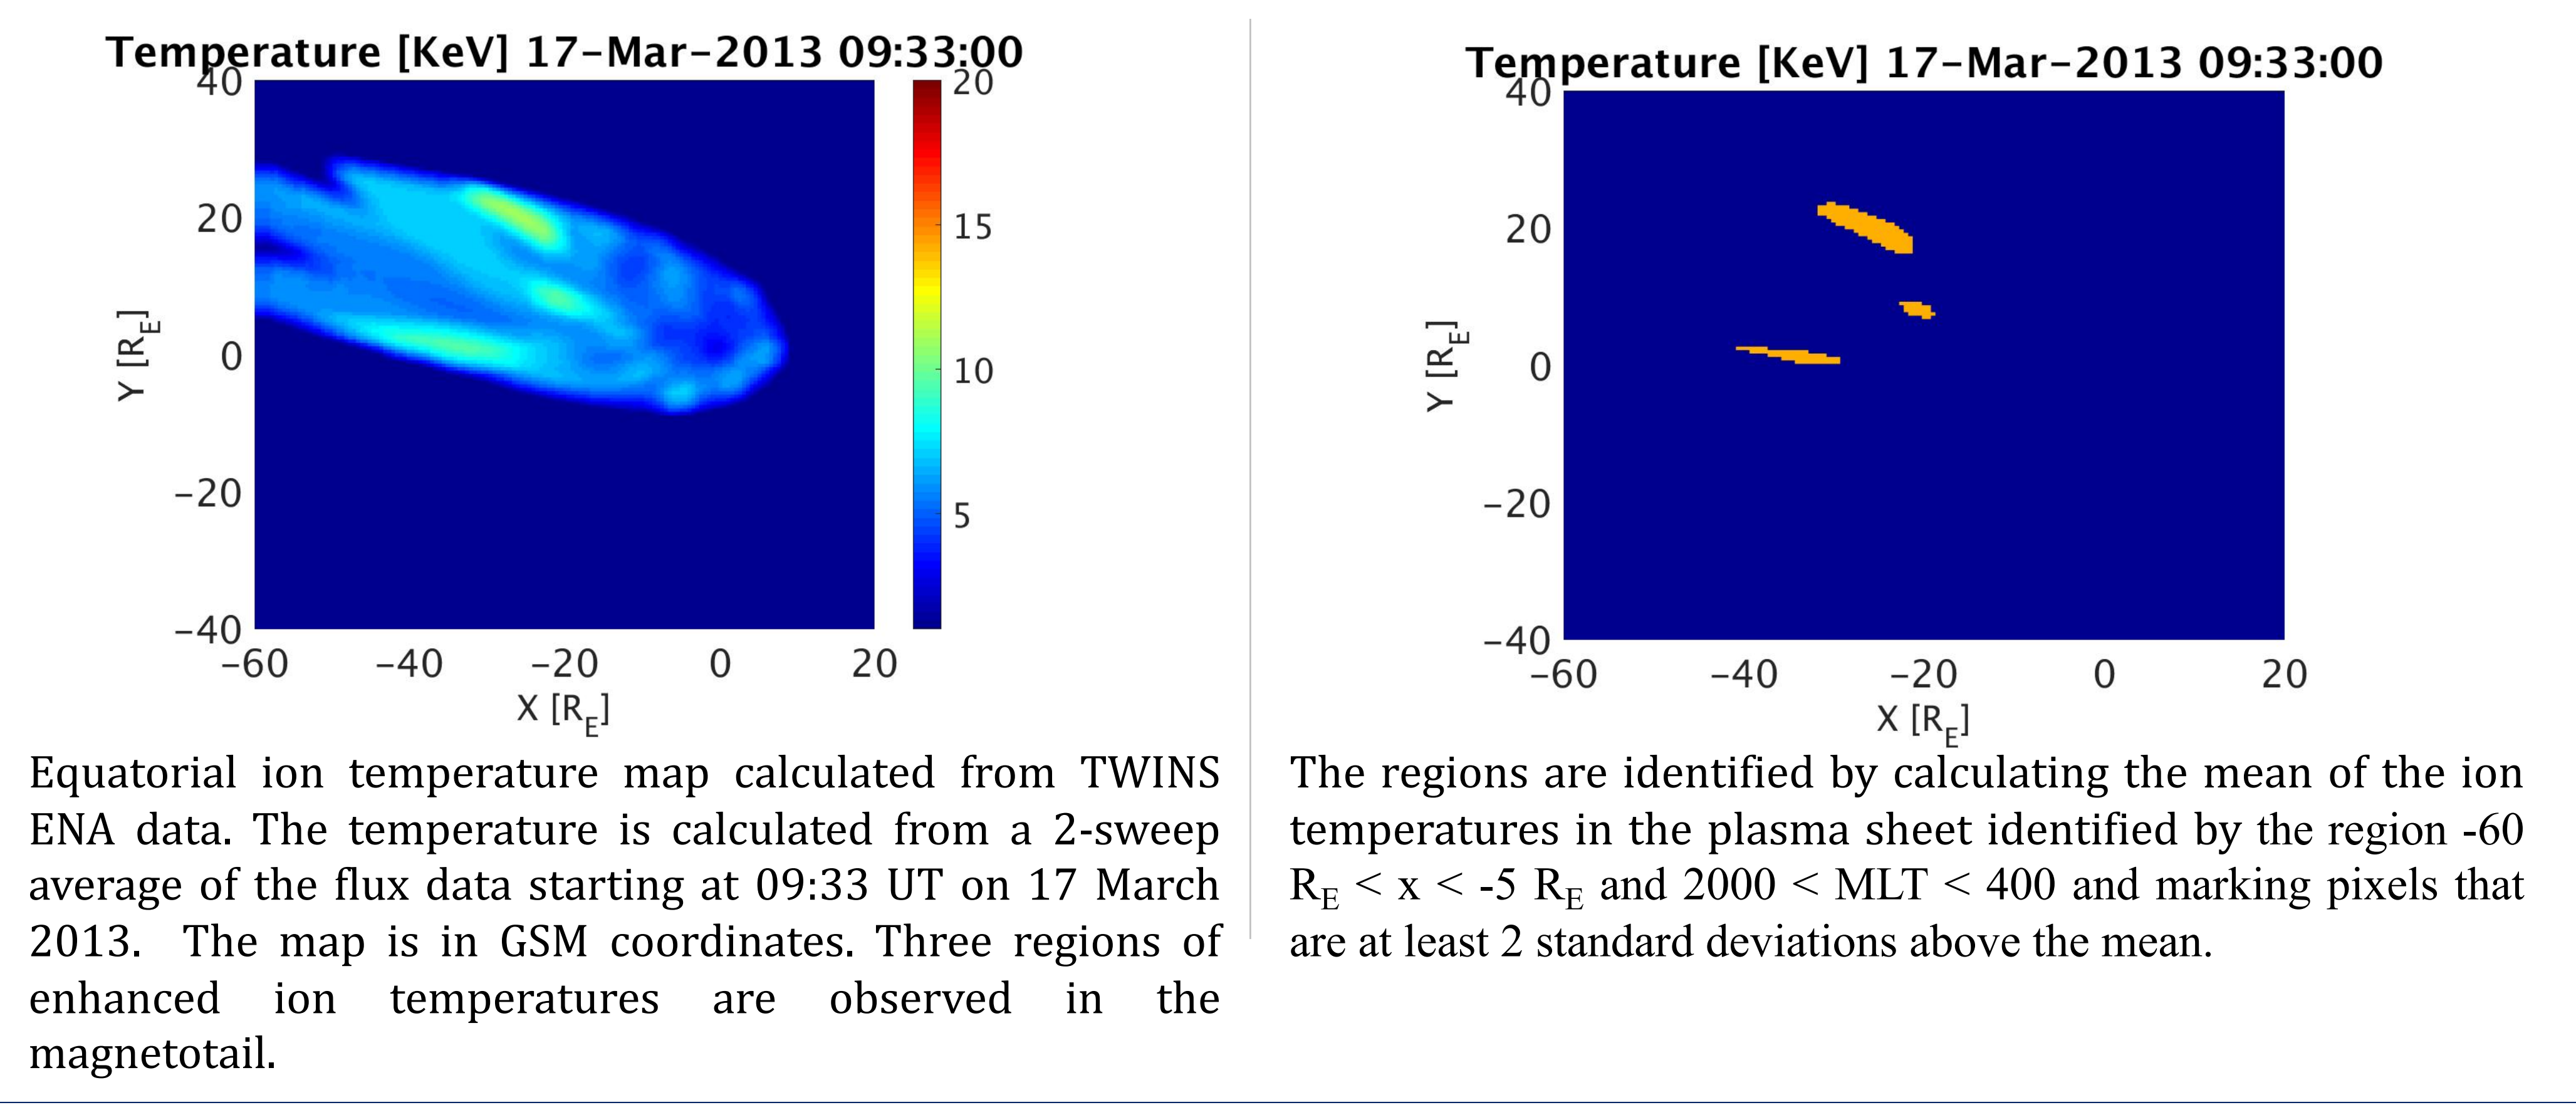 Temperature [KeV] 17-Mar-2013 09:33:00
40
20
0
-20
-40
-60
-40
-20
0
20
Y [RE]
X [RE]
20
15
10
5
Equatorial ion temperature map calculated from TWINS
ENA data. The temperature is calculated from a 2-sweep
average of the flux data starting at 09:33 UT on 17 March
2013. The map is in GSM coordinates. Three regions of
enhanced ion temperatures are observed in the
magnetotail.
Temperature [KeV] 17-Mar-2013 09:33:00
40
20
0
-20
-40
-60
-40
-20
0
20
Y [RE]
X [RE]
The regions are identified by calculating the mean of the ion
temperatures in the plasma sheet identified by the region -60
RE < x < -5 RE and 2000 < MLT < 400 and marking pixels that
are at least 2 standard deviations above the mean.